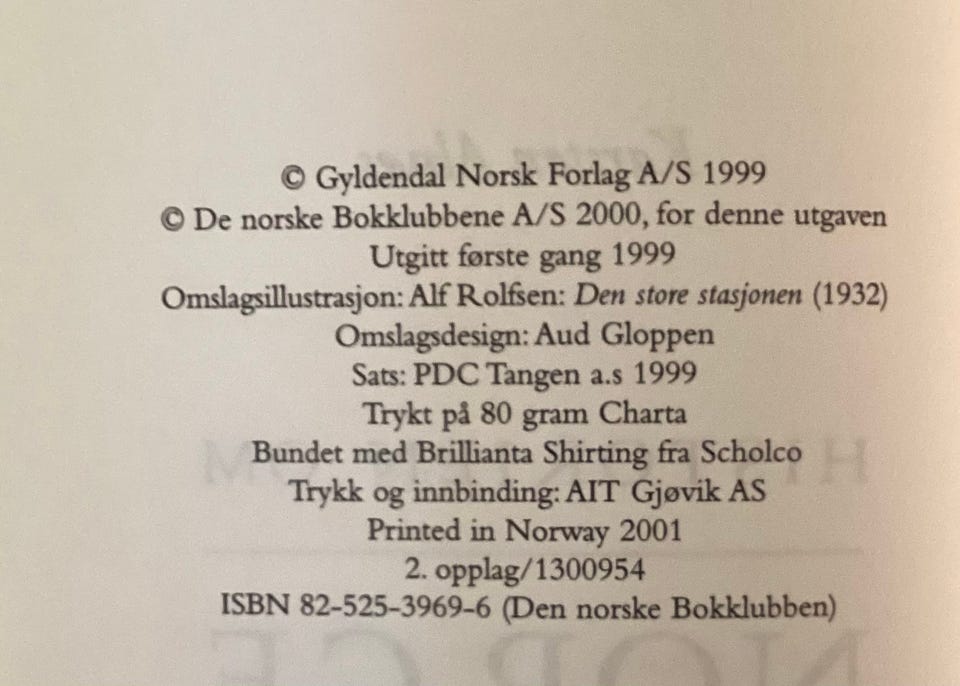 © Gyldendal Norsk Forlag A/S 1999
© De norske Bokklubbene A/S 2000, for denne utgaven
Utgitt første gang 1999
Omslagsillustrasjon: Alf Rolfsen: Den store stasjonen (1932)
Omslagsdesign: Aud Gloppen
Sats: PDC Tangen a.s 1999
Trykt på 80 gram Charta
Bundet med Brillianta Shirting fra Scholco
Trykk og innbinding: AIT Gjøvik AS
Printed in Norway 2001
2. opplag/1300954
ISBN 82-525-3969-6 (Den norske Bokklubben)